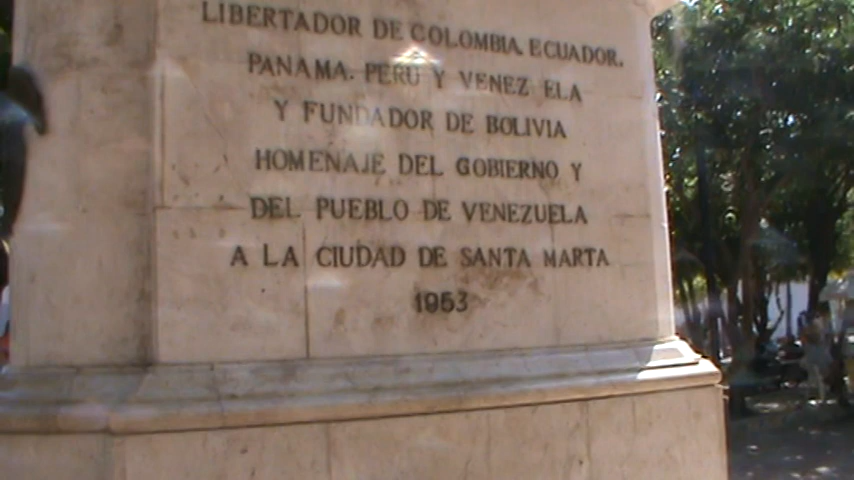 LIBERTADOR DE COLOMBIA, ECUADOR,
PANAMA. PERU Y VENEZ ELA
Y FUNDADOR DE BOLIVIA
HOMENAJE DEL GOBIERNO Y
DEL PUEBLO DE VENEZUELA
A LA CIUDAD DE SANTA MARTA
1953